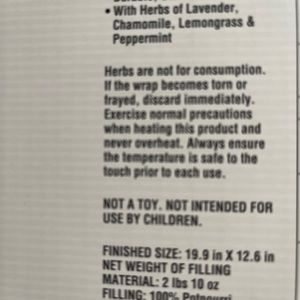 • With Herbs of Lavender,
Chamomile, Lemongrass &
Peppermint
Herbs are not for consumption.
If the wrap becomes torn or
frayed, discard immediately.
Exercise normal precautions
when heating this product and
never overheat. Always ensure
the temperature is safe to the
touch prior to each use.
NOT A TOY. NOT INTENDED FOR
USE BY CHILDREN.
FINISHED SIZE: 19.9 in X 12.6 in
NET WEIGHT OF FILLING
MATERIAL: 2 lbs 10 oz
FILLING: 100% Potpourri